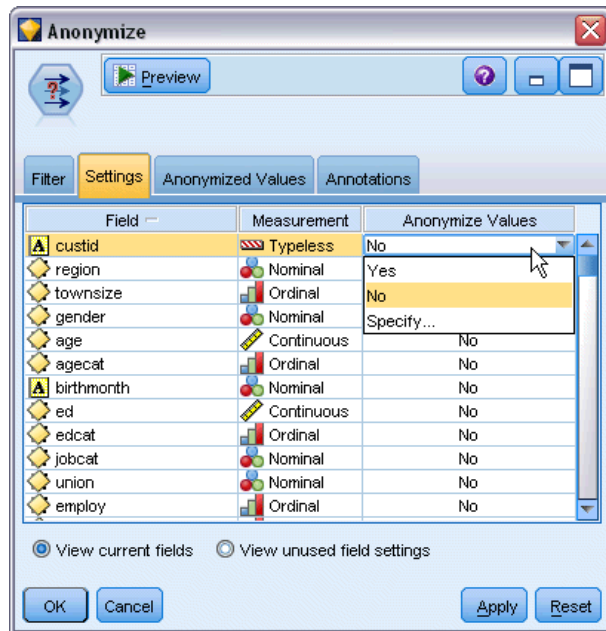 Anonymize
Preview
Filter Settings Anonymized Values Annotations
Field Measurement Anonymize Values
A custid Typeless No
region Nominal Yes
townsize Ordinal No
gender Nominal Specify...
age Continuous No
agecat Ordinal No
A birthmonth Nominal No
ed Continuous No
edcat Ordinal No
jobcat Nominal No
union Nominal No
employ Ordinal No
View current fields View unused field settings
OK Cancel Apply Reset